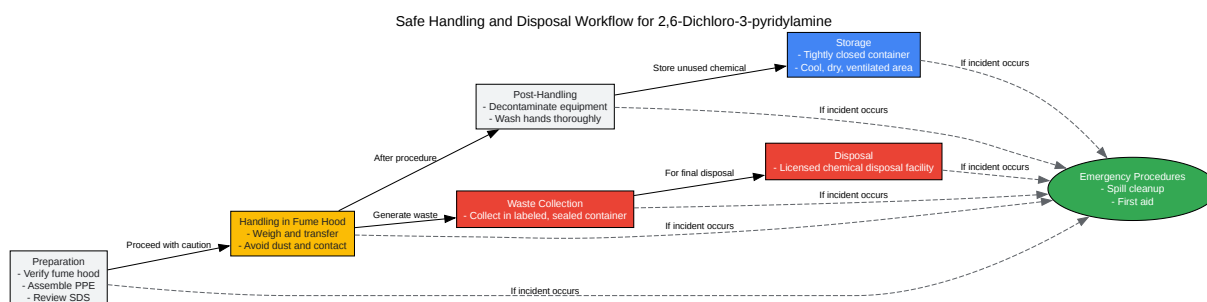 Safe Handling and Disposal Workflow for 2,6-Dichloro-3-pyridylamine
Storage
- Tightly closed container
- Cool, dry, ventilated area
If incident occurs
Store unused chemical
Post-Handling
- Decontaminate equipment
- Wash hands thoroughly
If incident occurs
After procedure
Disposal
- Licensed chemical disposal facility
If incident occurs
For final disposal
Emergency Procedures
- Spill cleanup
- First aid
Waste Collection
- Collect in labeled, sealed container
If incident occurs
Generate waste
Handling in Fume Hood
- Weigh and transfer
- Avoid dust and contact
If incident occurs
Proceed with caution
Preparation
- Verify fume hood
- Assemble PPE
- Review SDS
If incident occurs